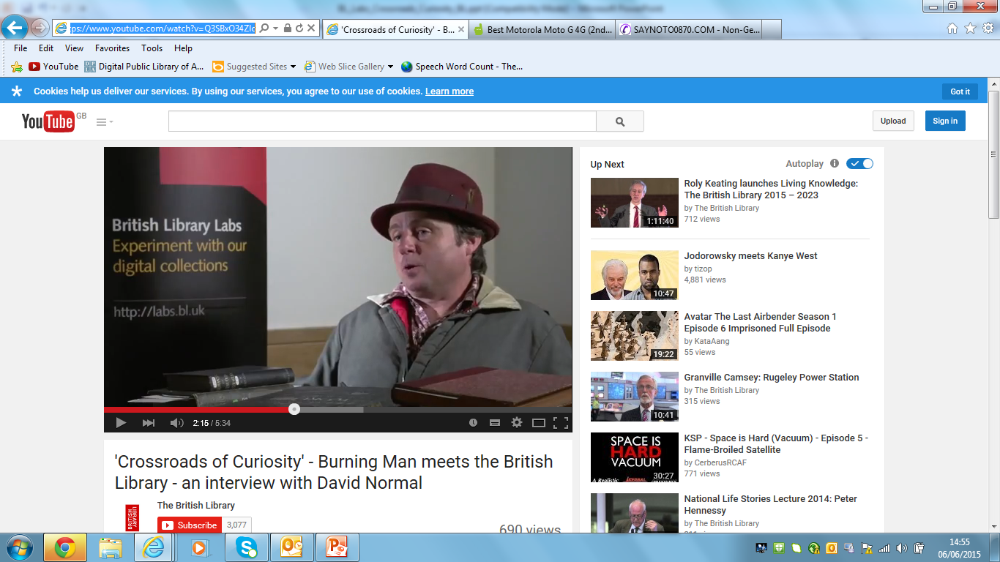 BL_Labs_Crossroads_Curiosity_BL.ppt [Compatibility Mode] - Microsoft PowerPoint
ps://www.youtube.com/watch?v=Q3SBxO34ZIc
'Crossroads of Curiosity' - B...
Best Motorola Moto G 4G (2nd...
SAYNOTO0870.COM - Non-Ge...
File Edit View Favorites Tools Help
YouTube Digital Public Library of A... Suggested Sites Web Slice Gallery Speech Word Count - The...
Cookies help us deliver our services. By using our services, you agree to our use of cookies. Learn more
Got it
YouTube GB
Upload
Sign in
British Library Labs
Experiment with our
digital collections
http://labs.bl.uk
2:15 / 5:34
'Crossroads of Curiosity' - Burning Man meets the British
Library - an interview with David Normal
BRITISH
LIBRARY
The British Library
Subscribe 3,077
690 views
Up Next
Autoplay
Roly Keating launches Living Knowledge:
The British Library 2015 – 2023
by The British Library
712 views
1:11:40
Jodorowsky meets Kanye West
by tizop
4,881 views
10:47
Avatar The Last Airbender Season 1
Episode 6 Imprisoned Full Episode
by KataAang
55 views
19:22
Granville Camsey: Rugeley Power Station
by The British Library
315 views
10:41
SPACE IS
HARD
VACUUM
A Realistic
KERBAL
30:27
KSP - Space is Hard (Vacuum) - Episode 5 -
Flame-Broiled Satellite
by CerberusRCAF
771 views
National Life Stories Lecture 2014: Peter
Hennessy
by The British Library
14:55
06/06/2015